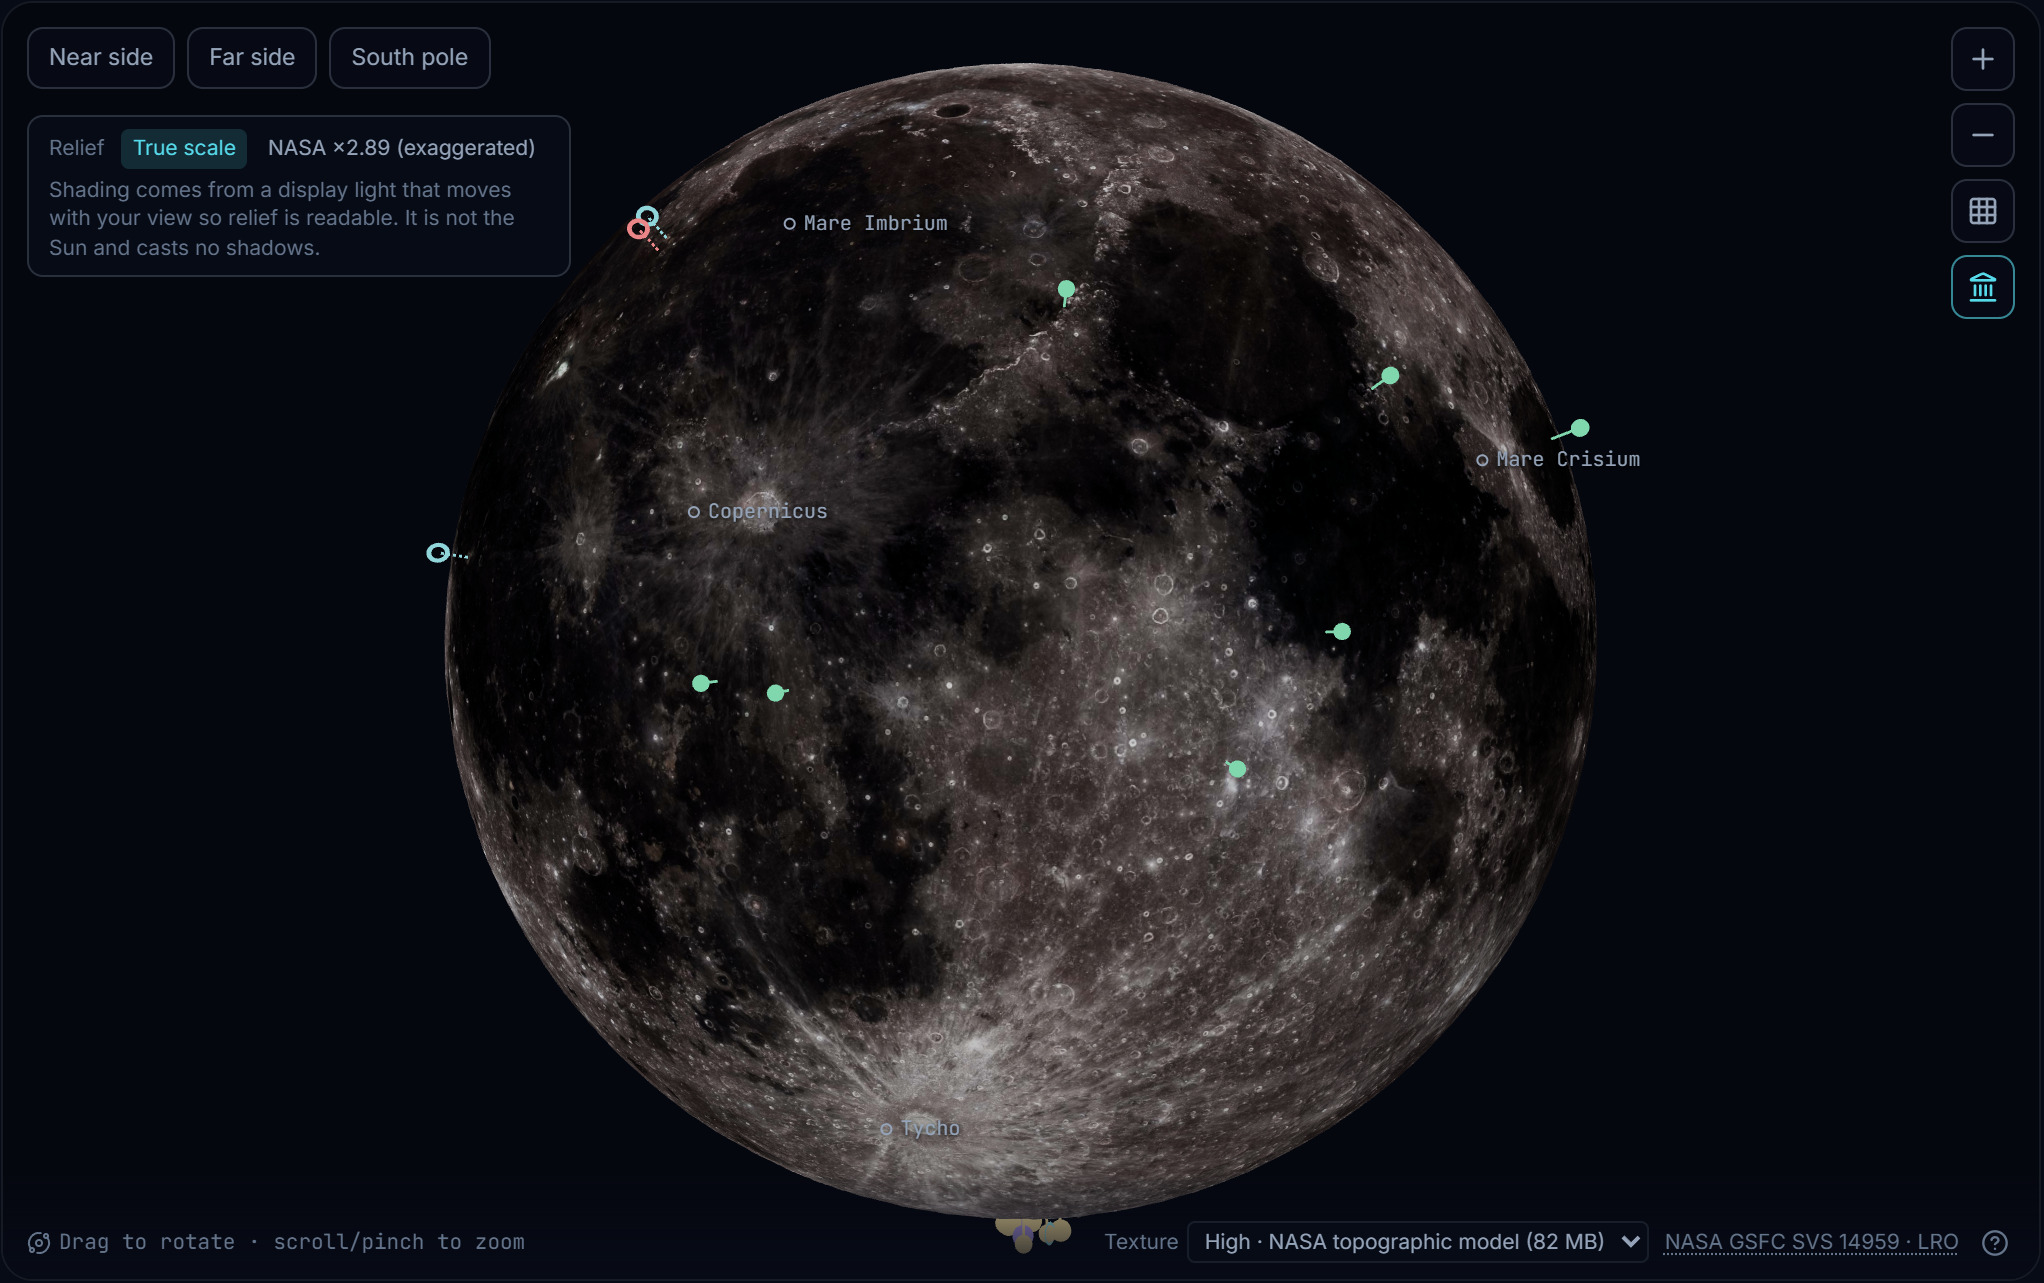 Near side
Far side
South pole
Relief True scale NASA ×2.89 (exaggerated)
Shading comes from a display light that moves
with your view so relief is readable. It is not the
Sun and casts no shadows.
Mare Imbrium
Mare Crisium
Copernicus
Tycho
Drag to rotate · scroll/pinch to zoom
Texture High · NASA topographic model (82 MB)
NASA GSFC SVS 14959 · LRO